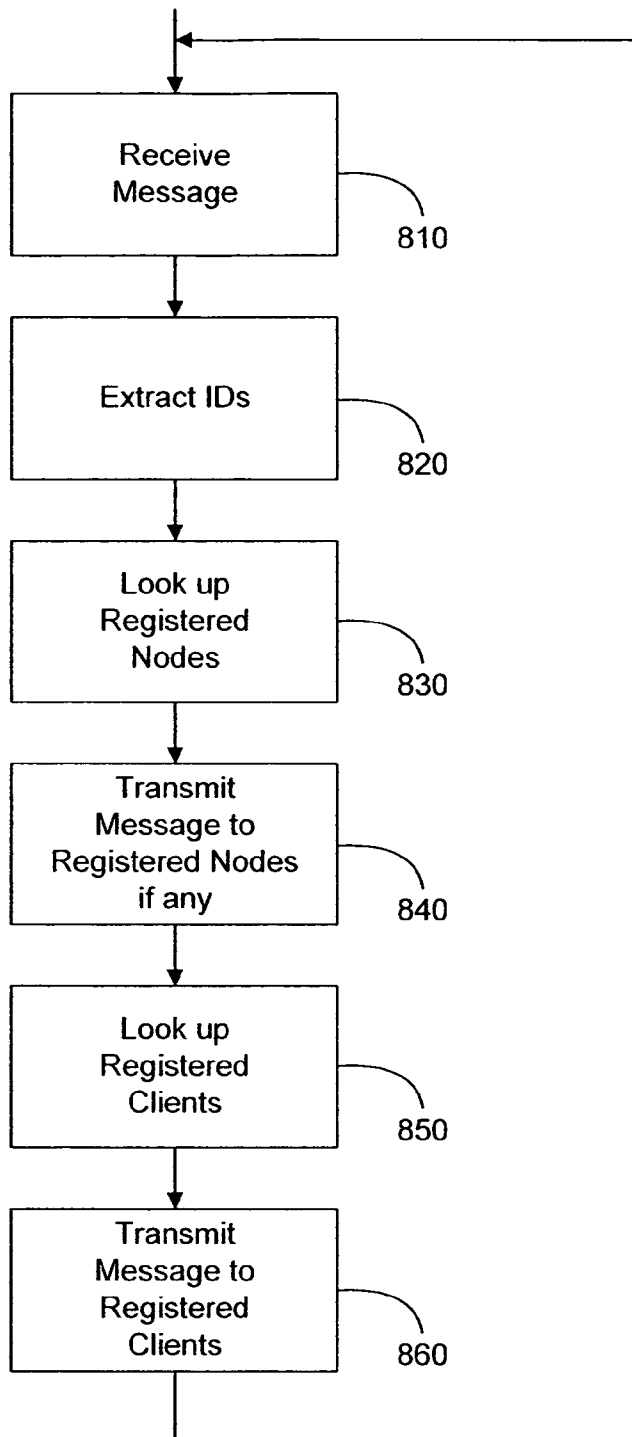 Receive
Message
810
Extract IDs
820
Look up
Registered
Nodes
830
Transmit
Message to
Registered Nodes
if any
840
Look up
Registered
Clients
850
Transmit
Message to
Registered
Clients
860